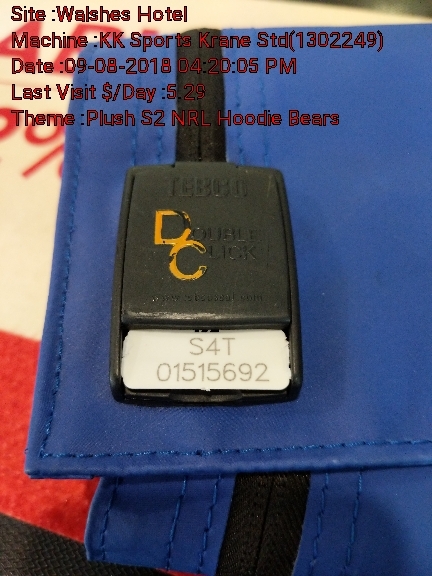 Site :Walshes Hotel
Machine :KK Sports Krane Std(1302249)
Date :09-08-2018 04:20:05 PM
Last Visit $/Day :5.29
Theme :Plush S2 NRL Hoodie Bears
DOUBLE
CLICK
S4T
01515692